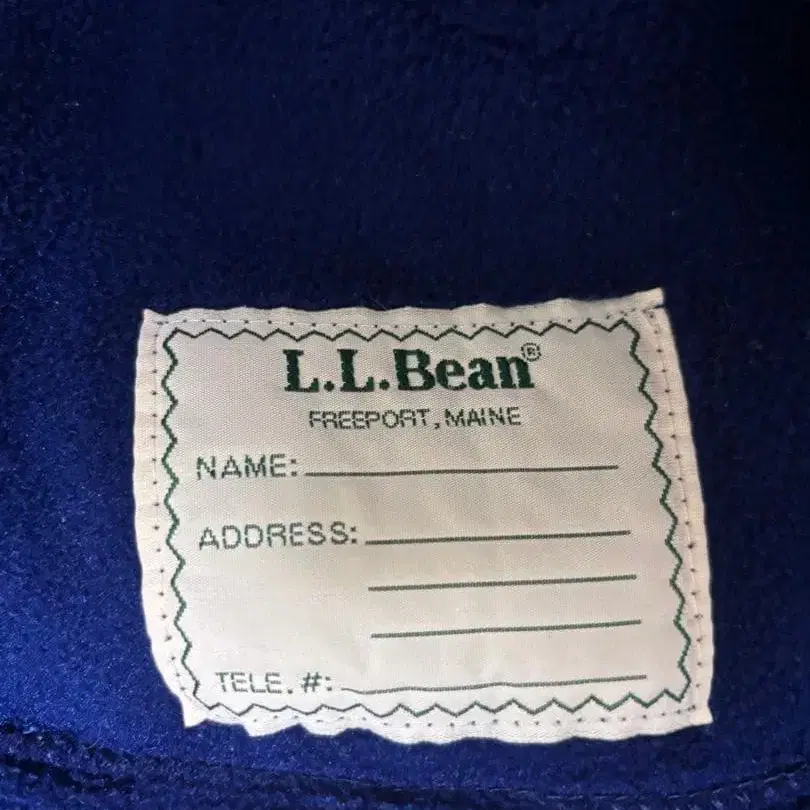 L.L.Bean®
FREEPORT, MAINE
NAME:
ADDRESS:
TELE. #: